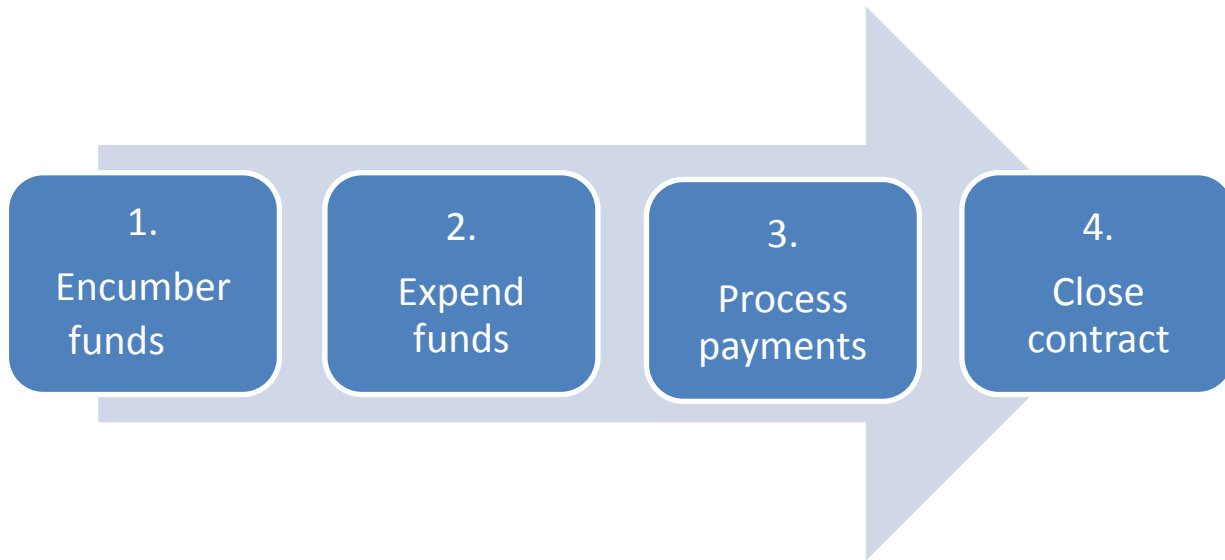 1.
Encumber
funds
2.
Expend
funds
3.
Process
payments
4.
Close
contract